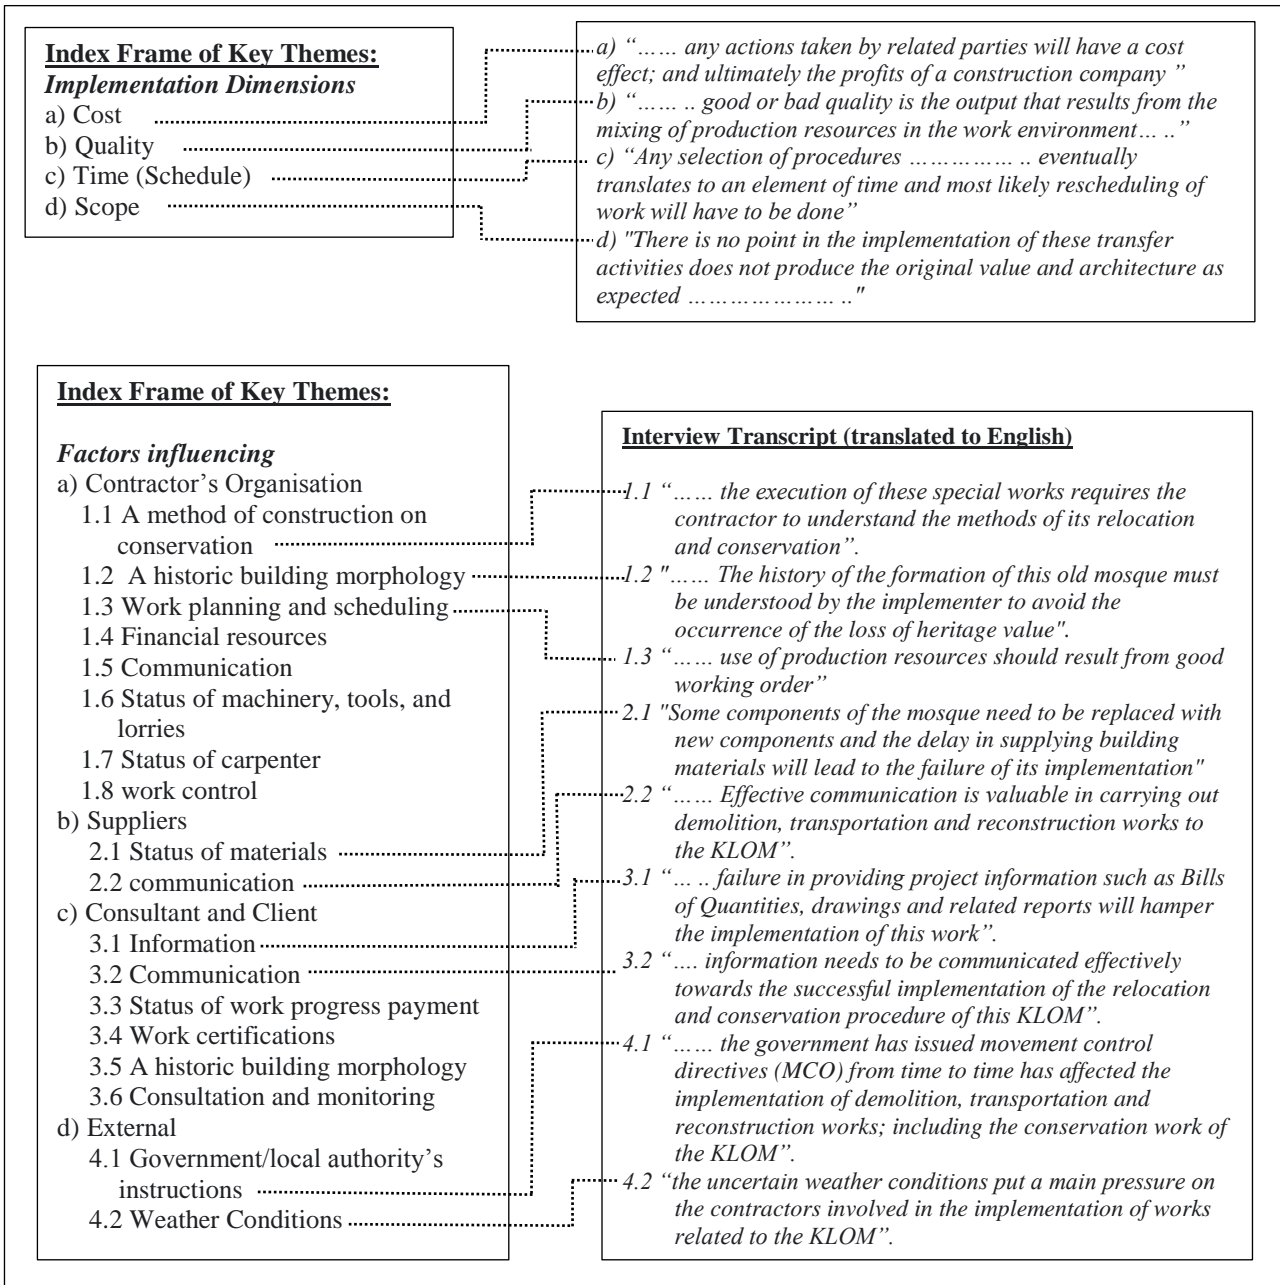 Index Frame of Key Themes:
Implementation Dimensions
a) Cost
b) Quality
c) Time (Schedule)
d) Scope
a) “…… any actions taken by related parties will have a cost
effect; and ultimately the profits of a construction company ”
b) “…… .. good or bad quality is the output that results from the
mixing of production resources in the work environment… ..”
c) “Any selection of procedures …………… .. eventually
translates to an element of time and most likely rescheduling of
work will have to be done”
d) "There is no point in the implementation of these transfer
activities does not produce the original value and architecture as
expected ………………… .."
Index Frame of Key Themes:
Factors influencing
a) Contractor’s Organisation
1.1 A method of construction on
conservation
1.2 A historic building morphology
1.3 Work planning and scheduling
1.4 Financial resources
1.5 Communication
1.6 Status of machinery, tools, and
lorries
1.7 Status of carpenter
1.8 work control
b) Suppliers
2.1 Status of materials
2.2 communication
c) Consultant and Client
3.1 Information
3.2 Communication
3.3 Status of work progress payment
3.4 Work certifications
3.5 A historic building morphology
3.6 Consultation and monitoring
d) External
4.1 Government/local authority’s
instructions
4.2 Weather Conditions
Interview Transcript (translated to English)
1.1 “…… the execution of these special works requires the
contractor to understand the methods of its relocation
and conservation”.
1.2 "…… The history of the formation of this old mosque must
be understood by the implementer to avoid the
occurrence of the loss of heritage value".
1.3 “…… use of production resources should result from good
working order”
2.1 "Some components of the mosque need to be replaced with
new components and the delay in supplying building
materials will lead to the failure of its implementation"
2.2 “…… Effective communication is valuable in carrying out
demolition, transportation and reconstruction works to
the KLOM”.
3.1 “… .. failure in providing project information such as Bills
of Quantities, drawings and related reports will hamper
the implementation of this work”.
3.2 “…. information needs to be communicated effectively
towards the successful implementation of the relocation
and conservation procedure of this KLOM”.
4.1 “…… the government has issued movement control
directives (MCO) from time to time has affected the
implementation of demolition, transportation and
reconstruction works; including the conservation work of
the KLOM”.
4.2 “the uncertain weather conditions put a main pressure on
the contractors involved in the implementation of works
related to the KLOM”.